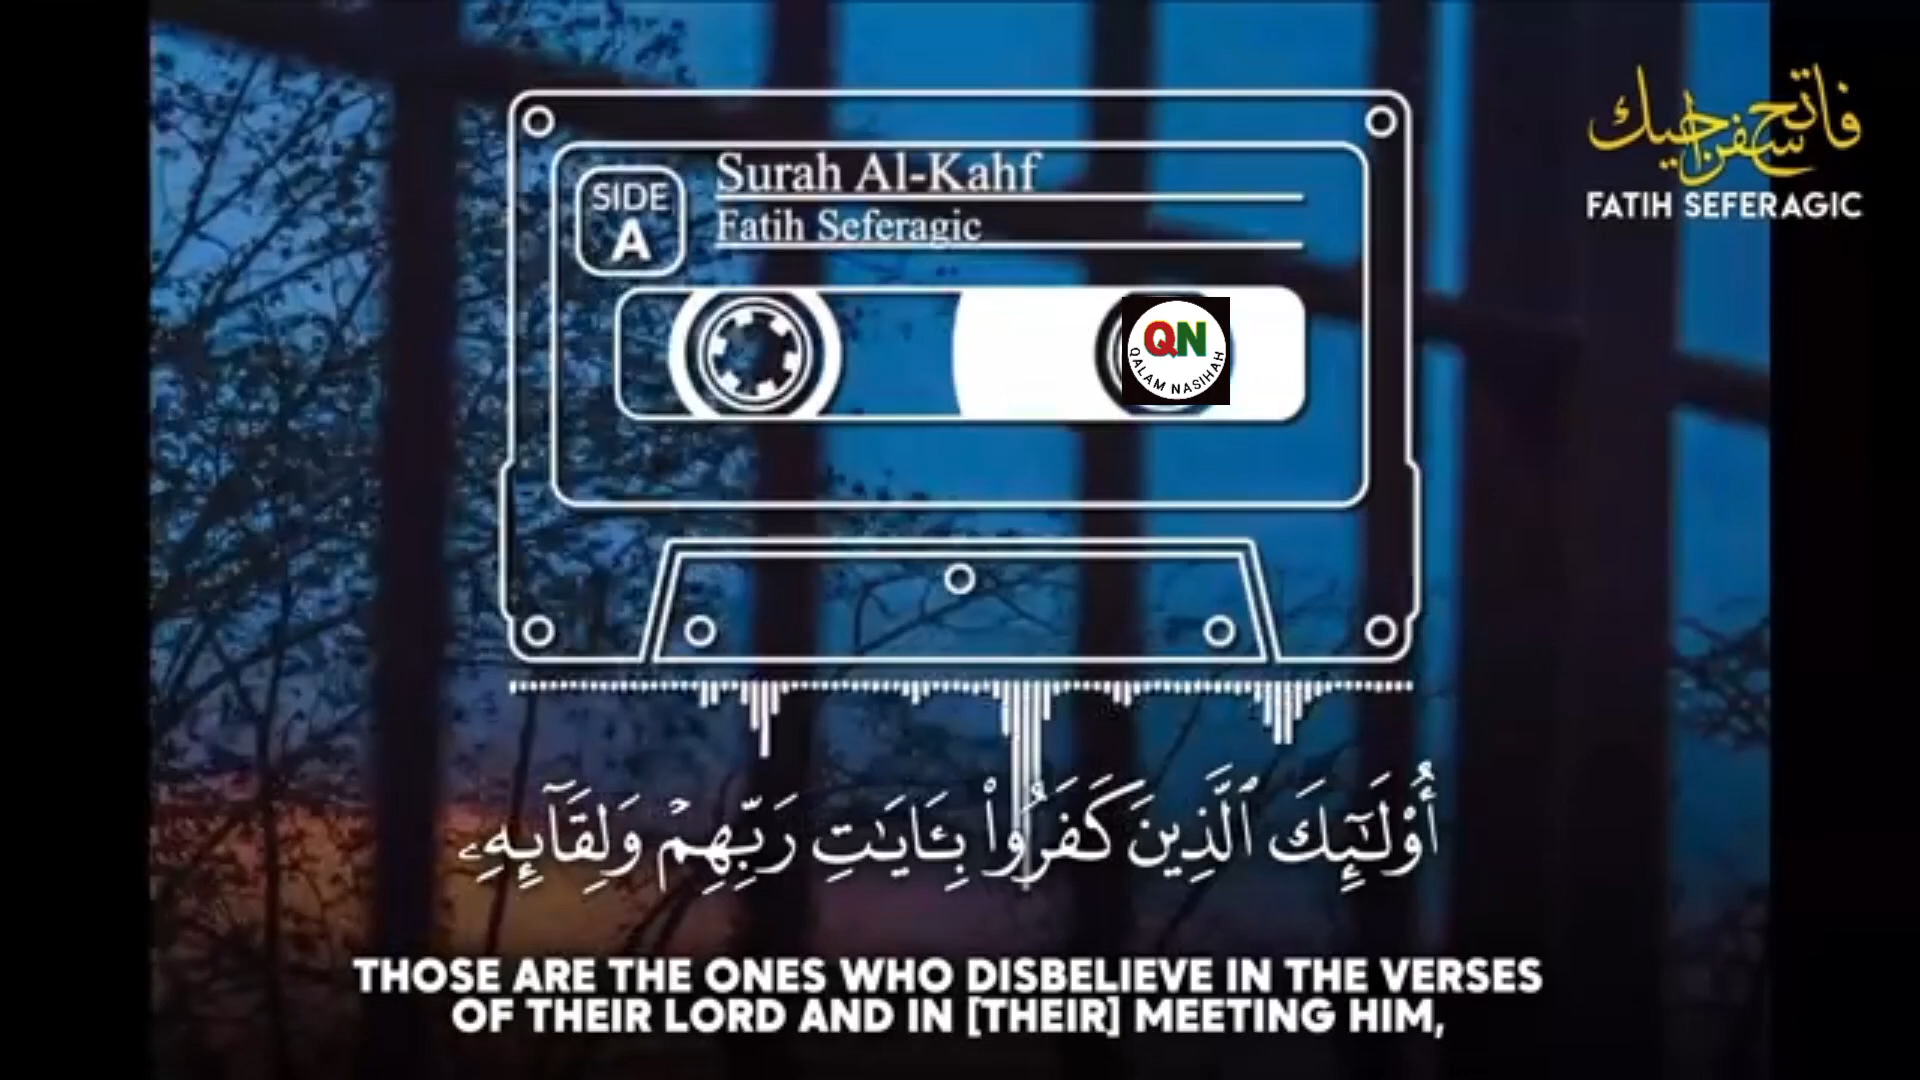 Surah Al-Kahf
Fatih Seferagic
SIDE
A
فاتح سفراجيك
FATIH SEFERAGIC
QN
QALAM NASIHAH
أُو۟لَـٰٓئِكَ ٱلَّذِينَ كَفَرُوا۟ بِـَٔايَـٰتِ رَبِّهِمْ وَلِقَآئِهِۦ
THOSE ARE THE ONES WHO DISBELIEVE IN THE VERSES
OF THEIR LORD AND IN [THEIR] MEETING HIM,